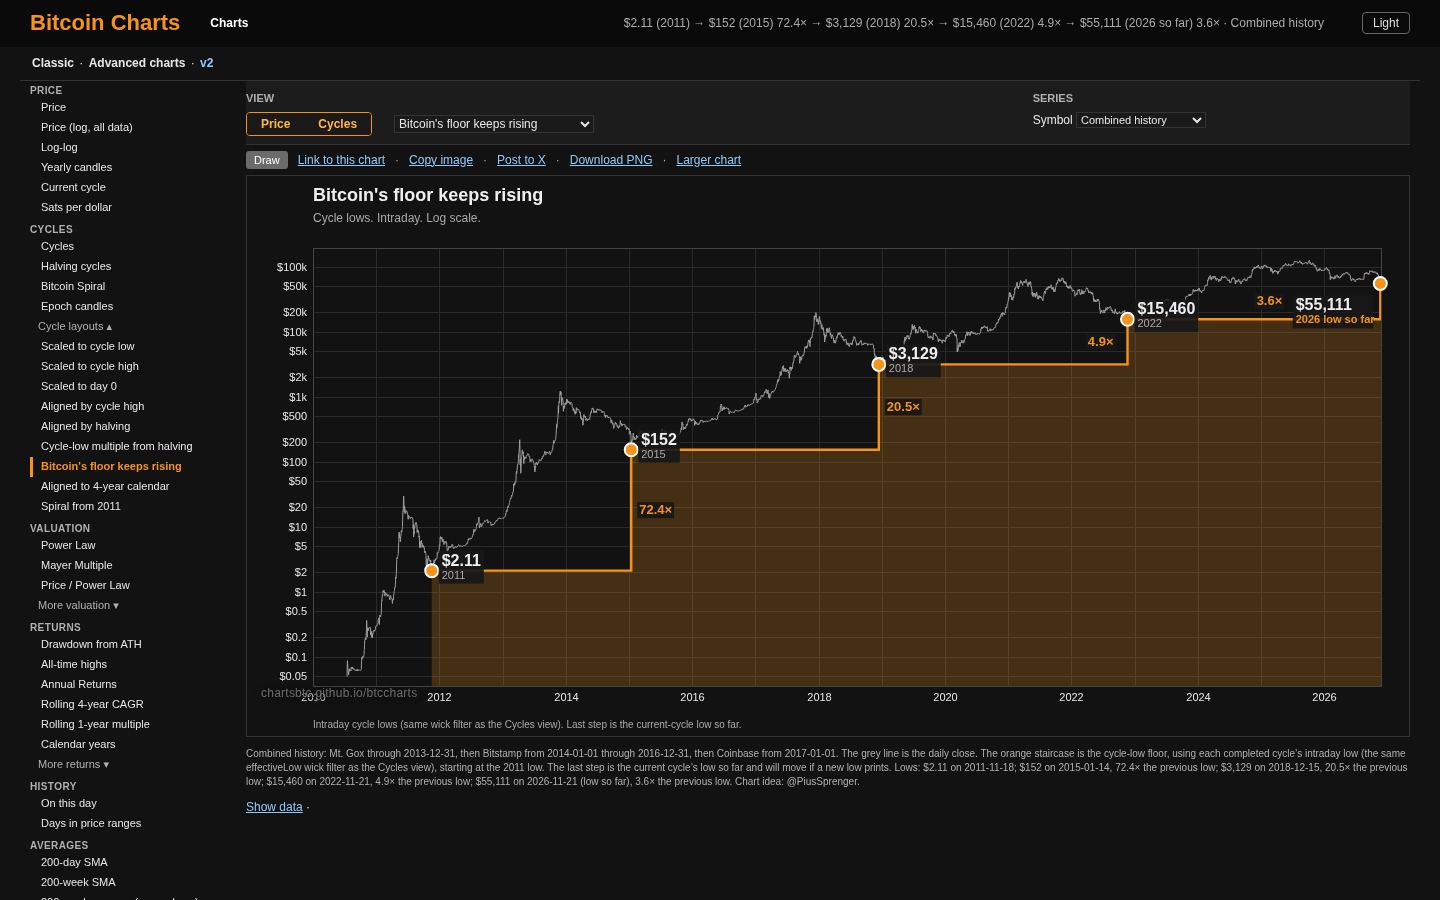 Bitcoin Charts
Charts
$2.11 (2011) → $152 (2015) 72.4× → $3,129 (2018) 20.5× → $15,460 (2022) 4.9× → $55,111 (2026 so far) 3.6× · Combined history
Light
Classic · Advanced charts · v2
PRICE
Price
Price (log, all data)
Log-log
Yearly candles
Current cycle
Sats per dollar
CYCLES
Cycles
Halving cycles
Bitcoin Spiral
Epoch candles
Cycle layouts ▴
Scaled to cycle low
Scaled to cycle high
Scaled to day 0
Aligned by cycle high
Aligned by halving
Cycle-low multiple from halving
Bitcoin's floor keeps rising
Aligned to 4-year calendar
Spiral from 2011
VALUATION
Power Law
Mayer Multiple
Price / Power Law
More valuation ▾
RETURNS
Drawdown from ATH
All-time highs
Annual Returns
Rolling 4-year CAGR
Rolling 1-year multiple
Calendar years
More returns ▾
HISTORY
On this day
Days in price ranges
AVERAGES
200-day SMA
200-week SMA
VIEW
Price Cycles
Bitcoin's floor keeps rising
SERIES
Symbol Combined history
Draw
Link to this chart · Copy image · Post to X · Download PNG · Larger chart
Bitcoin's floor keeps rising
Cycle lows. Intraday. Log scale.
$100k
$50k
$20k
$10k
$5k
$2k
$1k
$500
$200
$100
$50
$20
$10
$5
$2
$1
$0.5
$0.2
$0.1
$0.05
$2.11
2011
72.4×
$152
2015
20.5×
$3,129
2018
4.9×
$15,460
2022
3.6×
$55,111
2026 low so far
chartsbtc.github.io/btccharts
2010 2012 2014 2016 2018 2020 2022 2024 2026
Intraday cycle lows (same wick filter as the Cycles view). Last step is the current-cycle low so far.
Combined history: Mt. Gox through 2013-12-31, then Bitstamp from 2014-01-01 through 2016-12-31, then Coinbase from 2017-01-01. The grey line is the daily close. The orange staircase is the cycle-low floor, using each completed cycle's intraday low (the same
effectiveLow wick filter as the Cycles view), starting at the 2011 low. The last step is the current cycle's low so far and will move if a new low prints. Lows: $2.11 on 2011-11-18; $152 on 2015-01-14, 72.4× the previous low; $3,129 on 2018-12-15, 20.5× the previous
low; $15,460 on 2022-11-21, 4.9× the previous low; $55,111 on 2026-11-21 (low so far), 3.6× the previous low. Chart idea: @PiusSprenger.
Show data ·